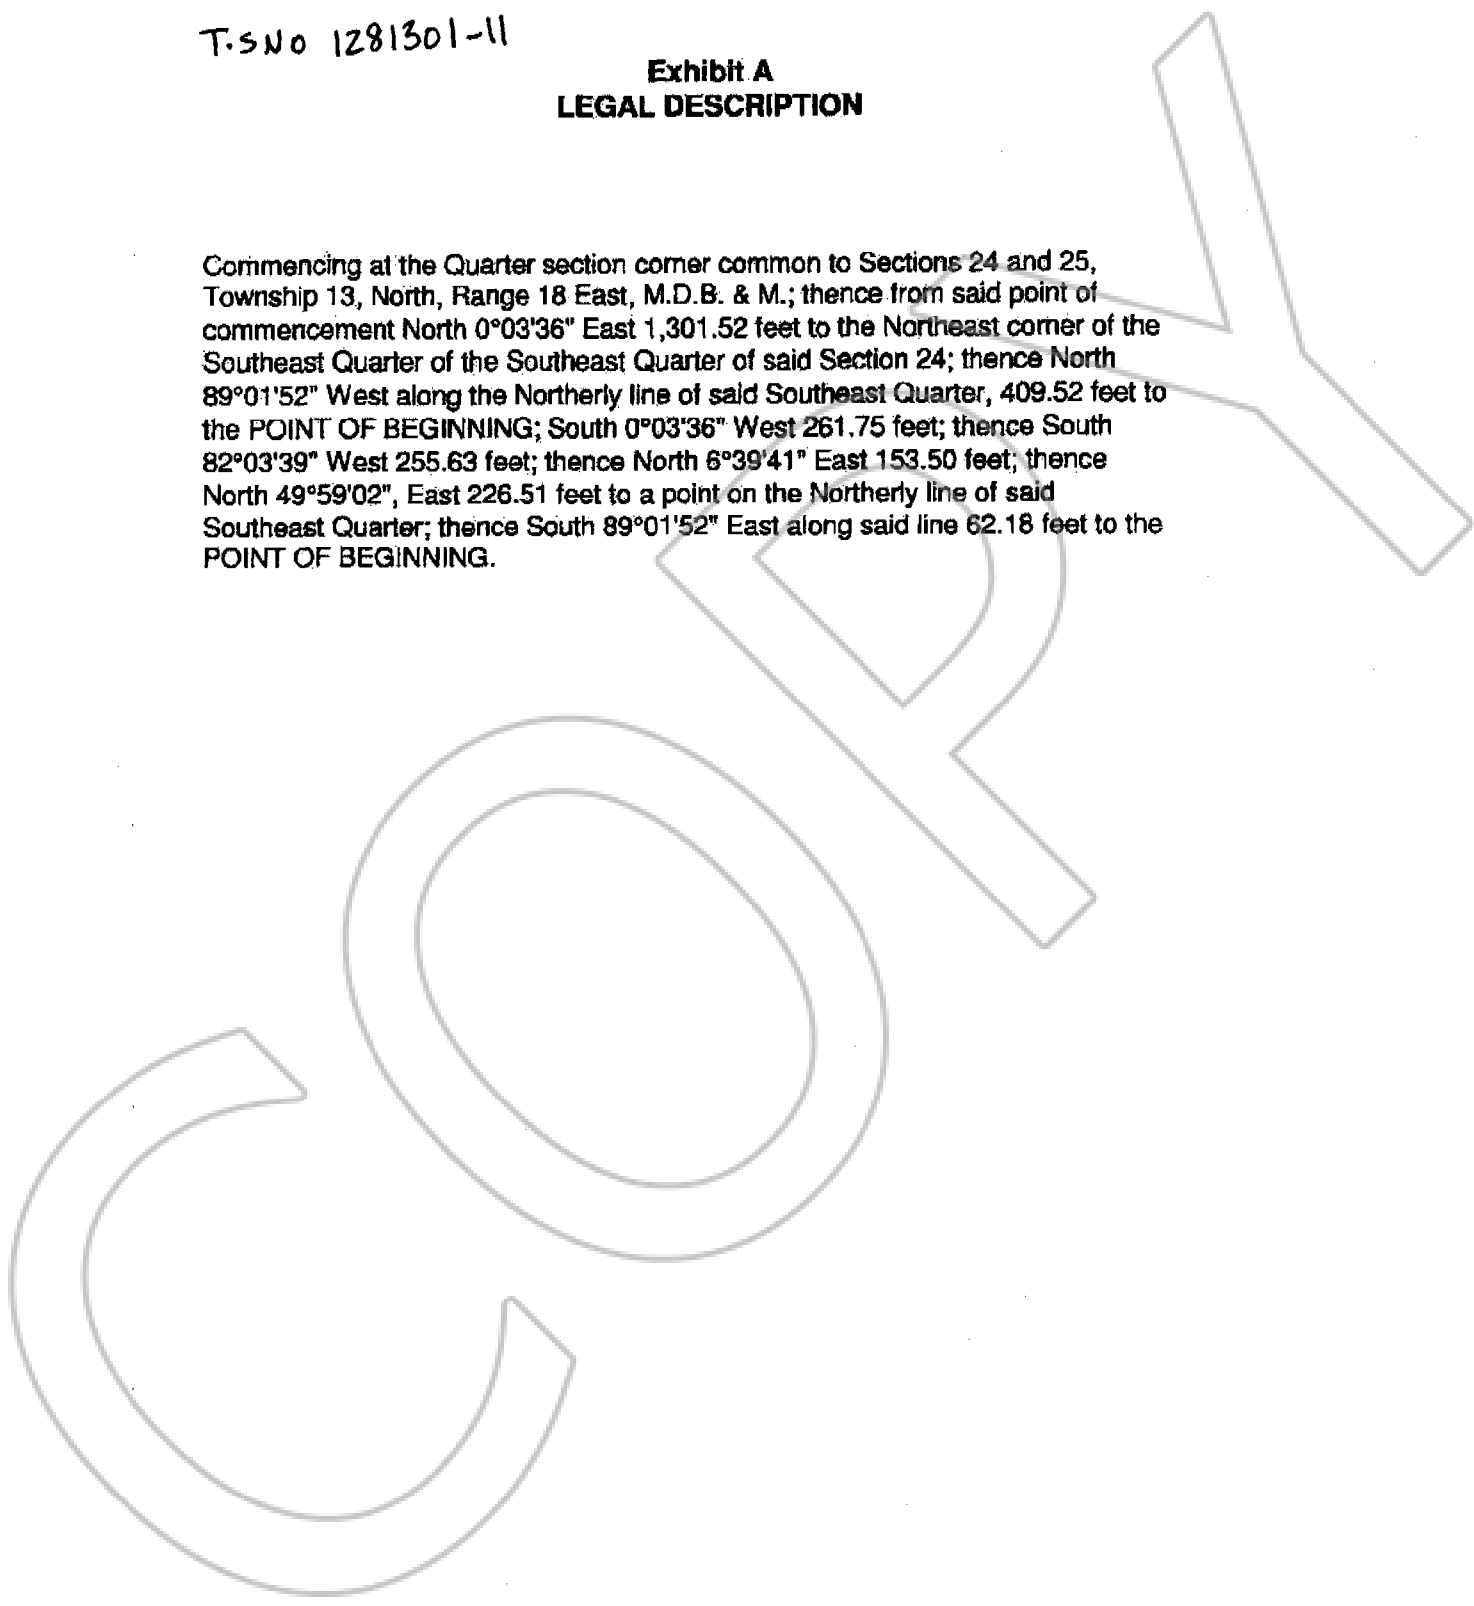 T.S No 1281301-11
Exhibit A
LEGAL DESCRIPTION
Commencing at the Quarter section corner common to Sections 24 and 25,
Township 13, North, Range 18 East, M.D.B. & M.; thence from said point of
commencement North 0°03'36" East 1,301.52 feet to the Northeast corner of the
Southeast Quarter of the Southeast Quarter of said Section 24; thence North
89°01'52" West along the Northerly line of said Southeast Quarter, 409.52 feet to
the POINT OF BEGINNING; South 0°03'36" West 261.75 feet; thence South
82°03'39" West 255.63 feet; thence North 6°39'41" East 153.50 feet; thence
North 49°59'02", East 226.51 feet to a point on the Northerly line of said
Southeast Quarter; thence South 89°01'52" East along said line 62.18 feet to the
POINT OF BEGINNING.
COPY